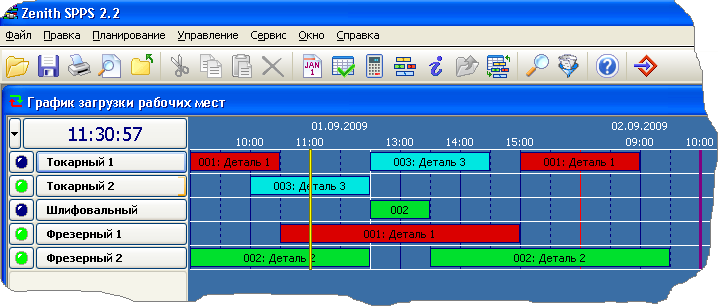 Zenith SPPS 2.2
Файл Правка Планирование Управление Сервис Окно Справка
JAN 1
График загрузки рабочих мест
11:30:57
01.09.2009 02.09.2009
10:00 11:00 13:00 14:00 15:00 09:00 10:00
Токарный 1 001: Деталь 1 003: Деталь 3 001: Деталь 1
Токарный 2 003: Деталь 3
Шлифовальный 002
Фрезерный 1 001: Деталь 1
Фрезерный 2 002: Деталь 2 002: Деталь 2